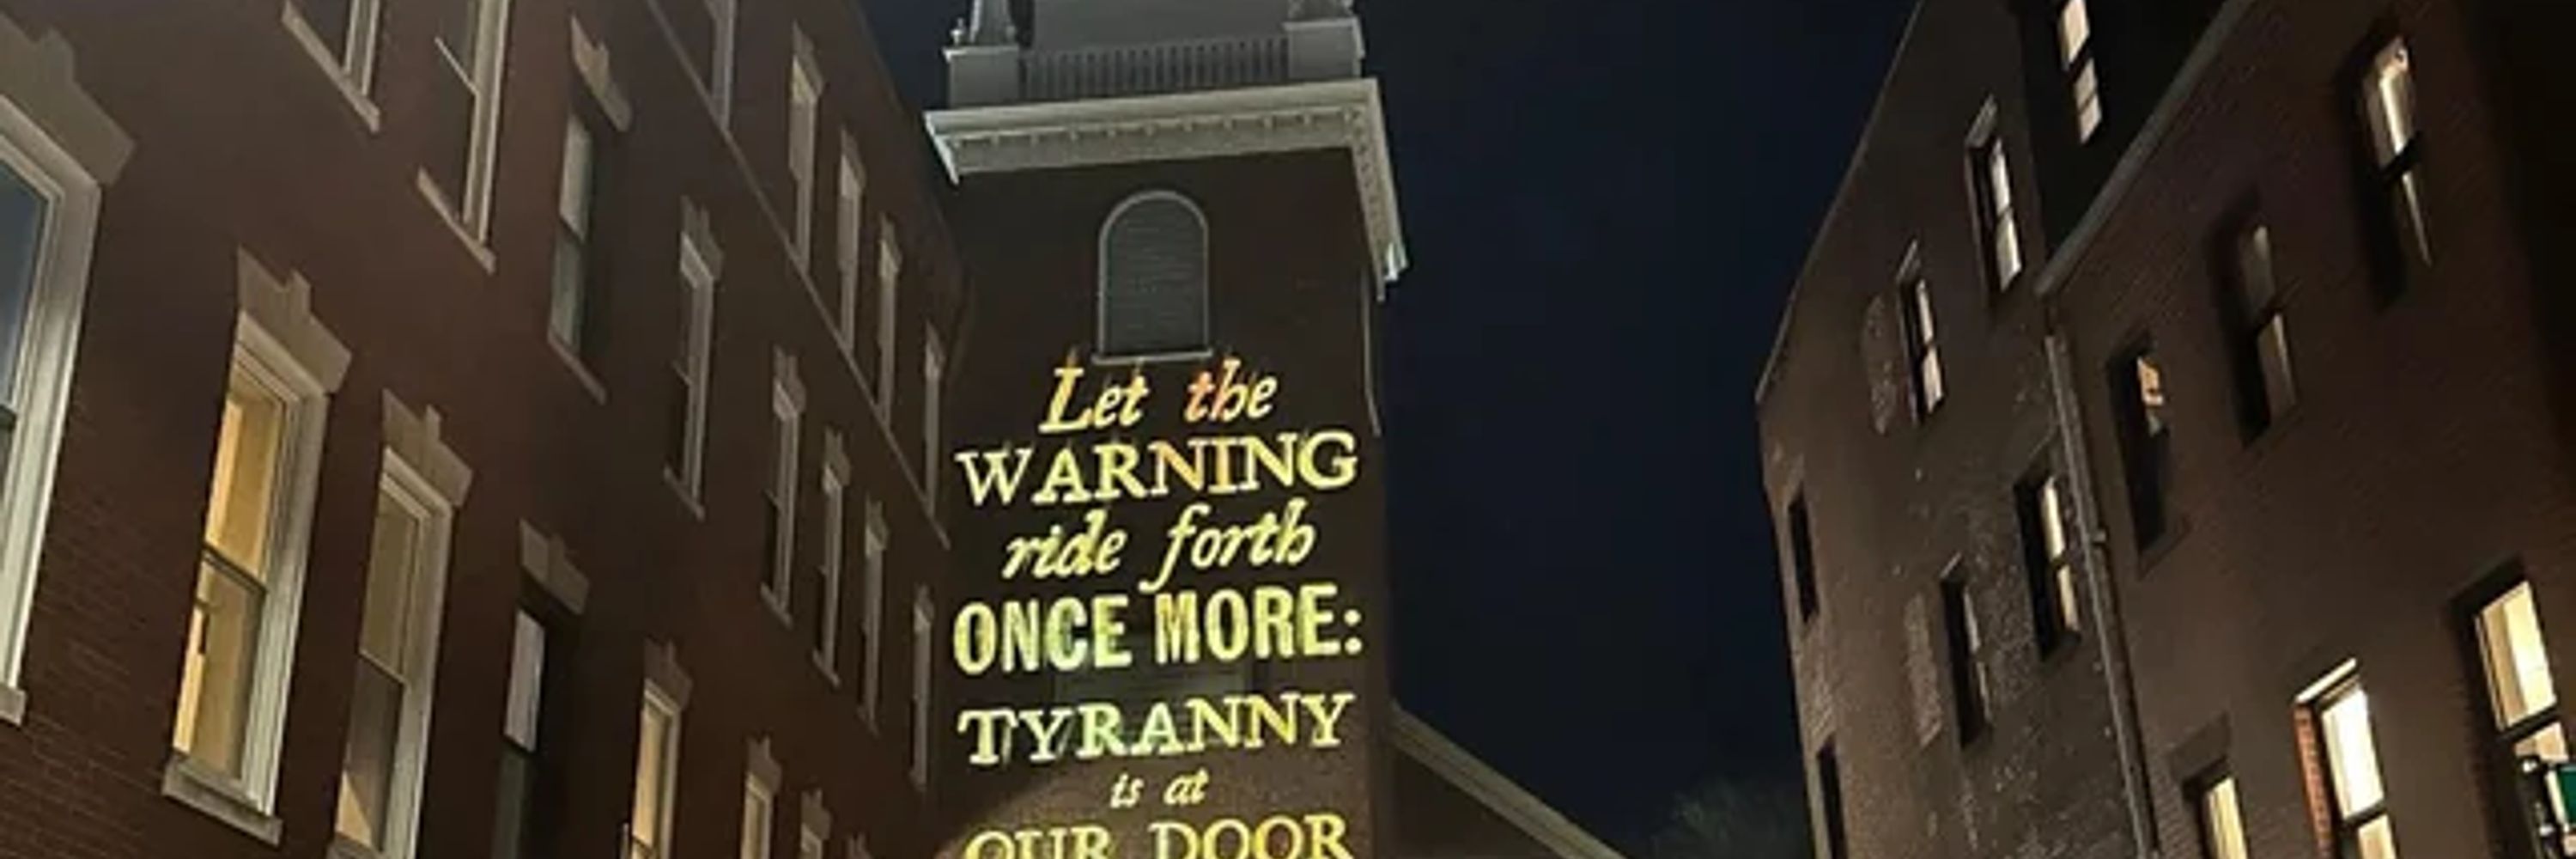 Let the
WARNING
ride forth
ONCE MORE:
TYRANNY
is at
OUR DOOR